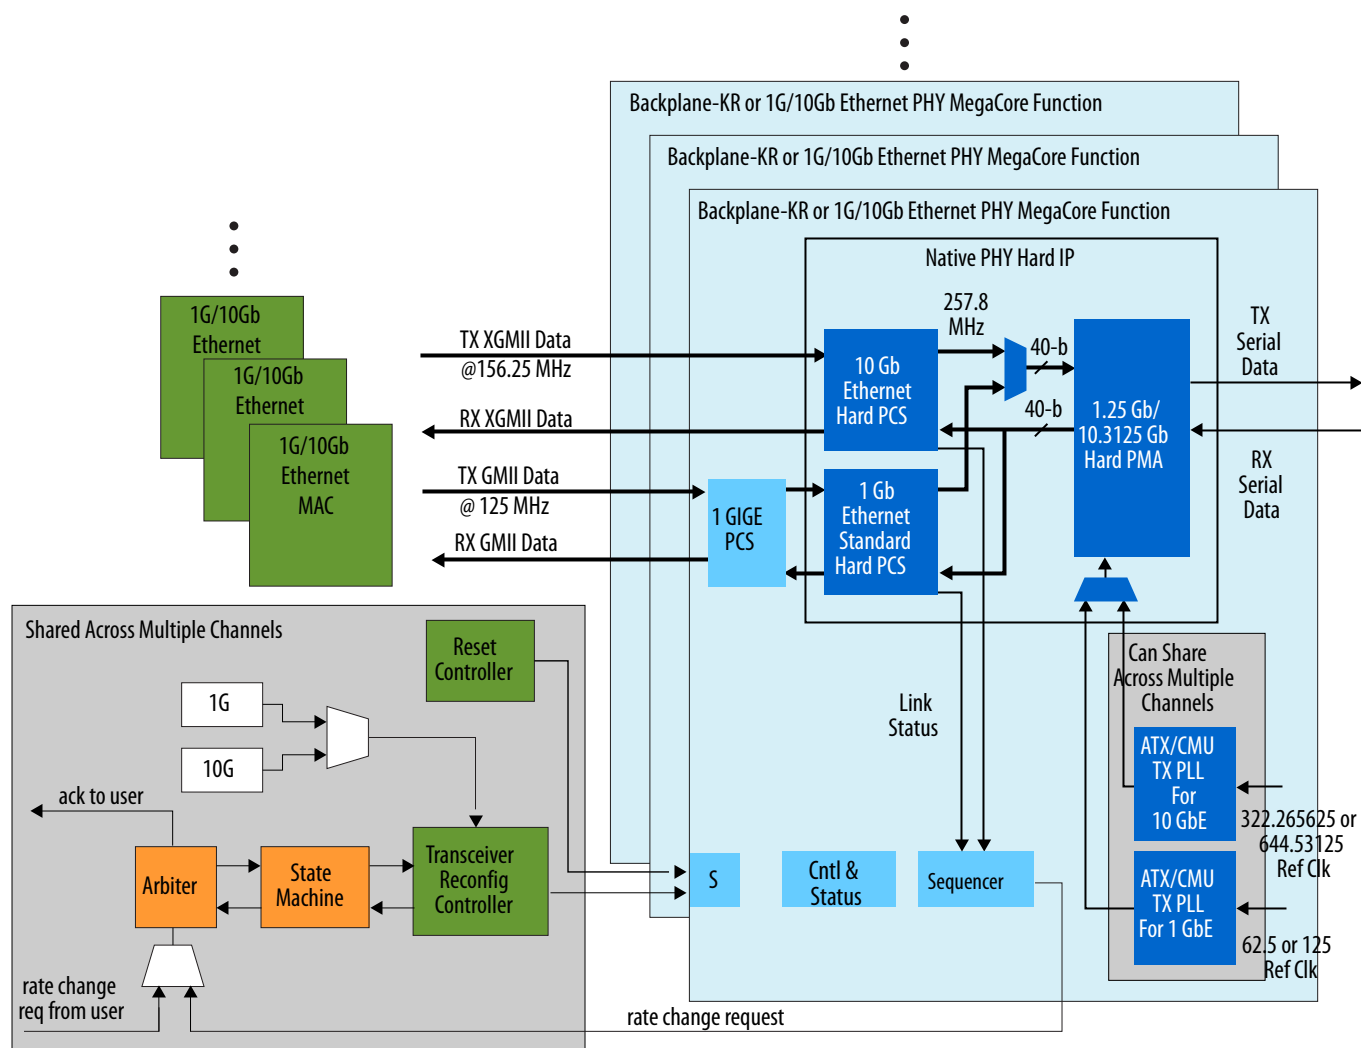 Backplane-KR or 1G/10Gb Ethernet PHY MegaCore Function
Backplane-KR or 1G/10Gb Ethernet PHY MegaCore Function
Backplane-KR or 1G/10Gb Ethernet PHY MegaCore Function
Native PHY Hard IP
1G/10Gb
Ethernet
1G/10Gb
Ethernet
1G/10Gb
Ethernet
MAC
TX XGMII Data
@156.25 MHz
RX XGMII Data
TX GMII Data
@ 125 MHz
RX GMII Data
1 GIGE
PCS
10 Gb
Ethernet
Hard PCS
1 Gb
Ethernet
Standard
Hard PCS
257.8
MHz
40-b
40-b
1.25 Gb/
10.3125 Gb
Hard PMA
TX
Serial
Data
RX
Serial
Data
Shared Across Multiple Channels
Reset
Controller
1G
10G
ack to user
Arbiter
State
Machine
Transceiver
Reconfig
Controller
rate change
req from user
rate change request
S
Cntl &
Status
Sequencer
Link
Status
Can Share
Across Multiple
Channels
ATX/CMU
TX PLL
For
10 GbE
322.265625 or
644.53125
Ref Clk
ATX/CMU
TX PLL
For 1 GbE
62.5 or 125
Ref Clk